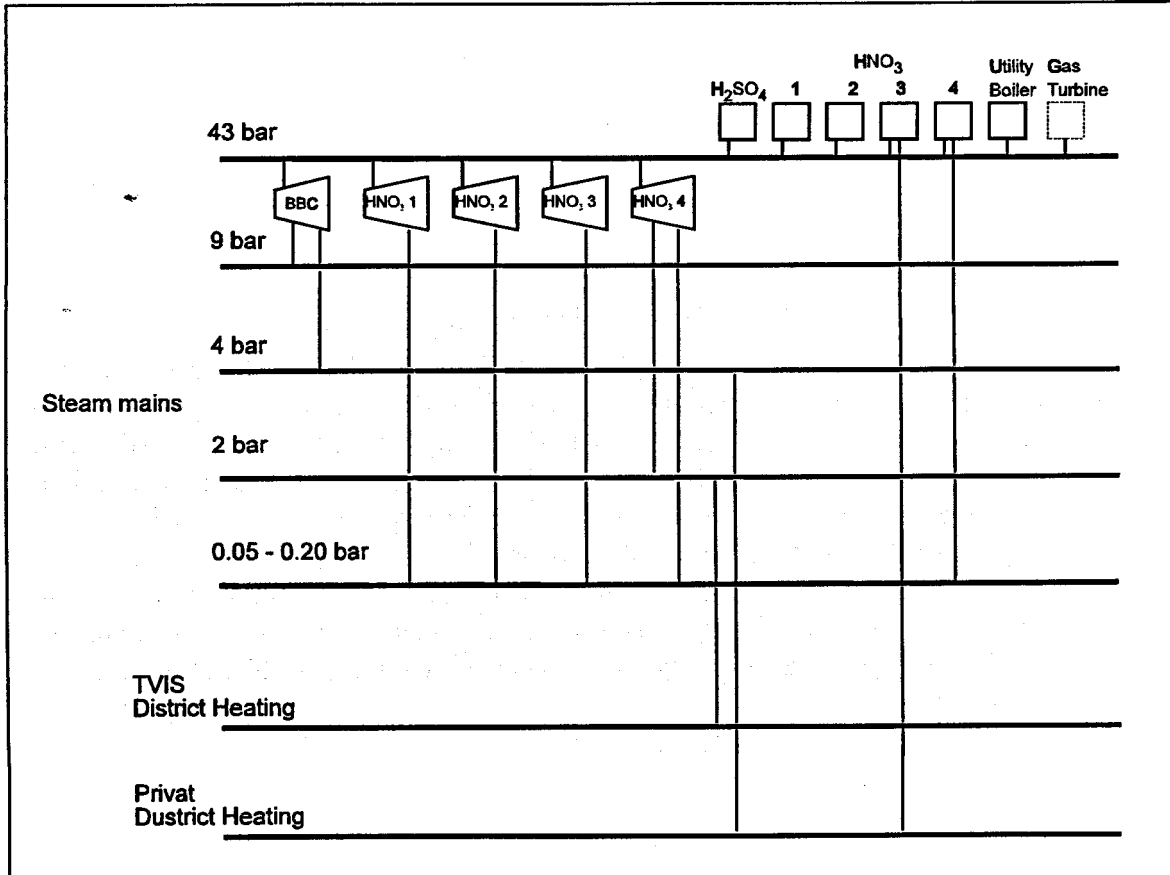 HNO3
Utility Gas
H2SO4 1 2 3 4 Boiler Turbine
43 bar
BBC HNO3 1 HNO3 2 HNO3 3 HNO3 4
9 bar
4 bar
Steam mains
2 bar
0.05 - 0.20 bar
TVIS
District Heating
Privat
Dustrict Heating